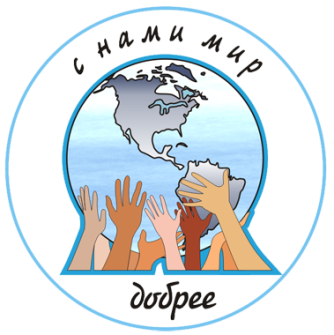 с нами мир
добрее